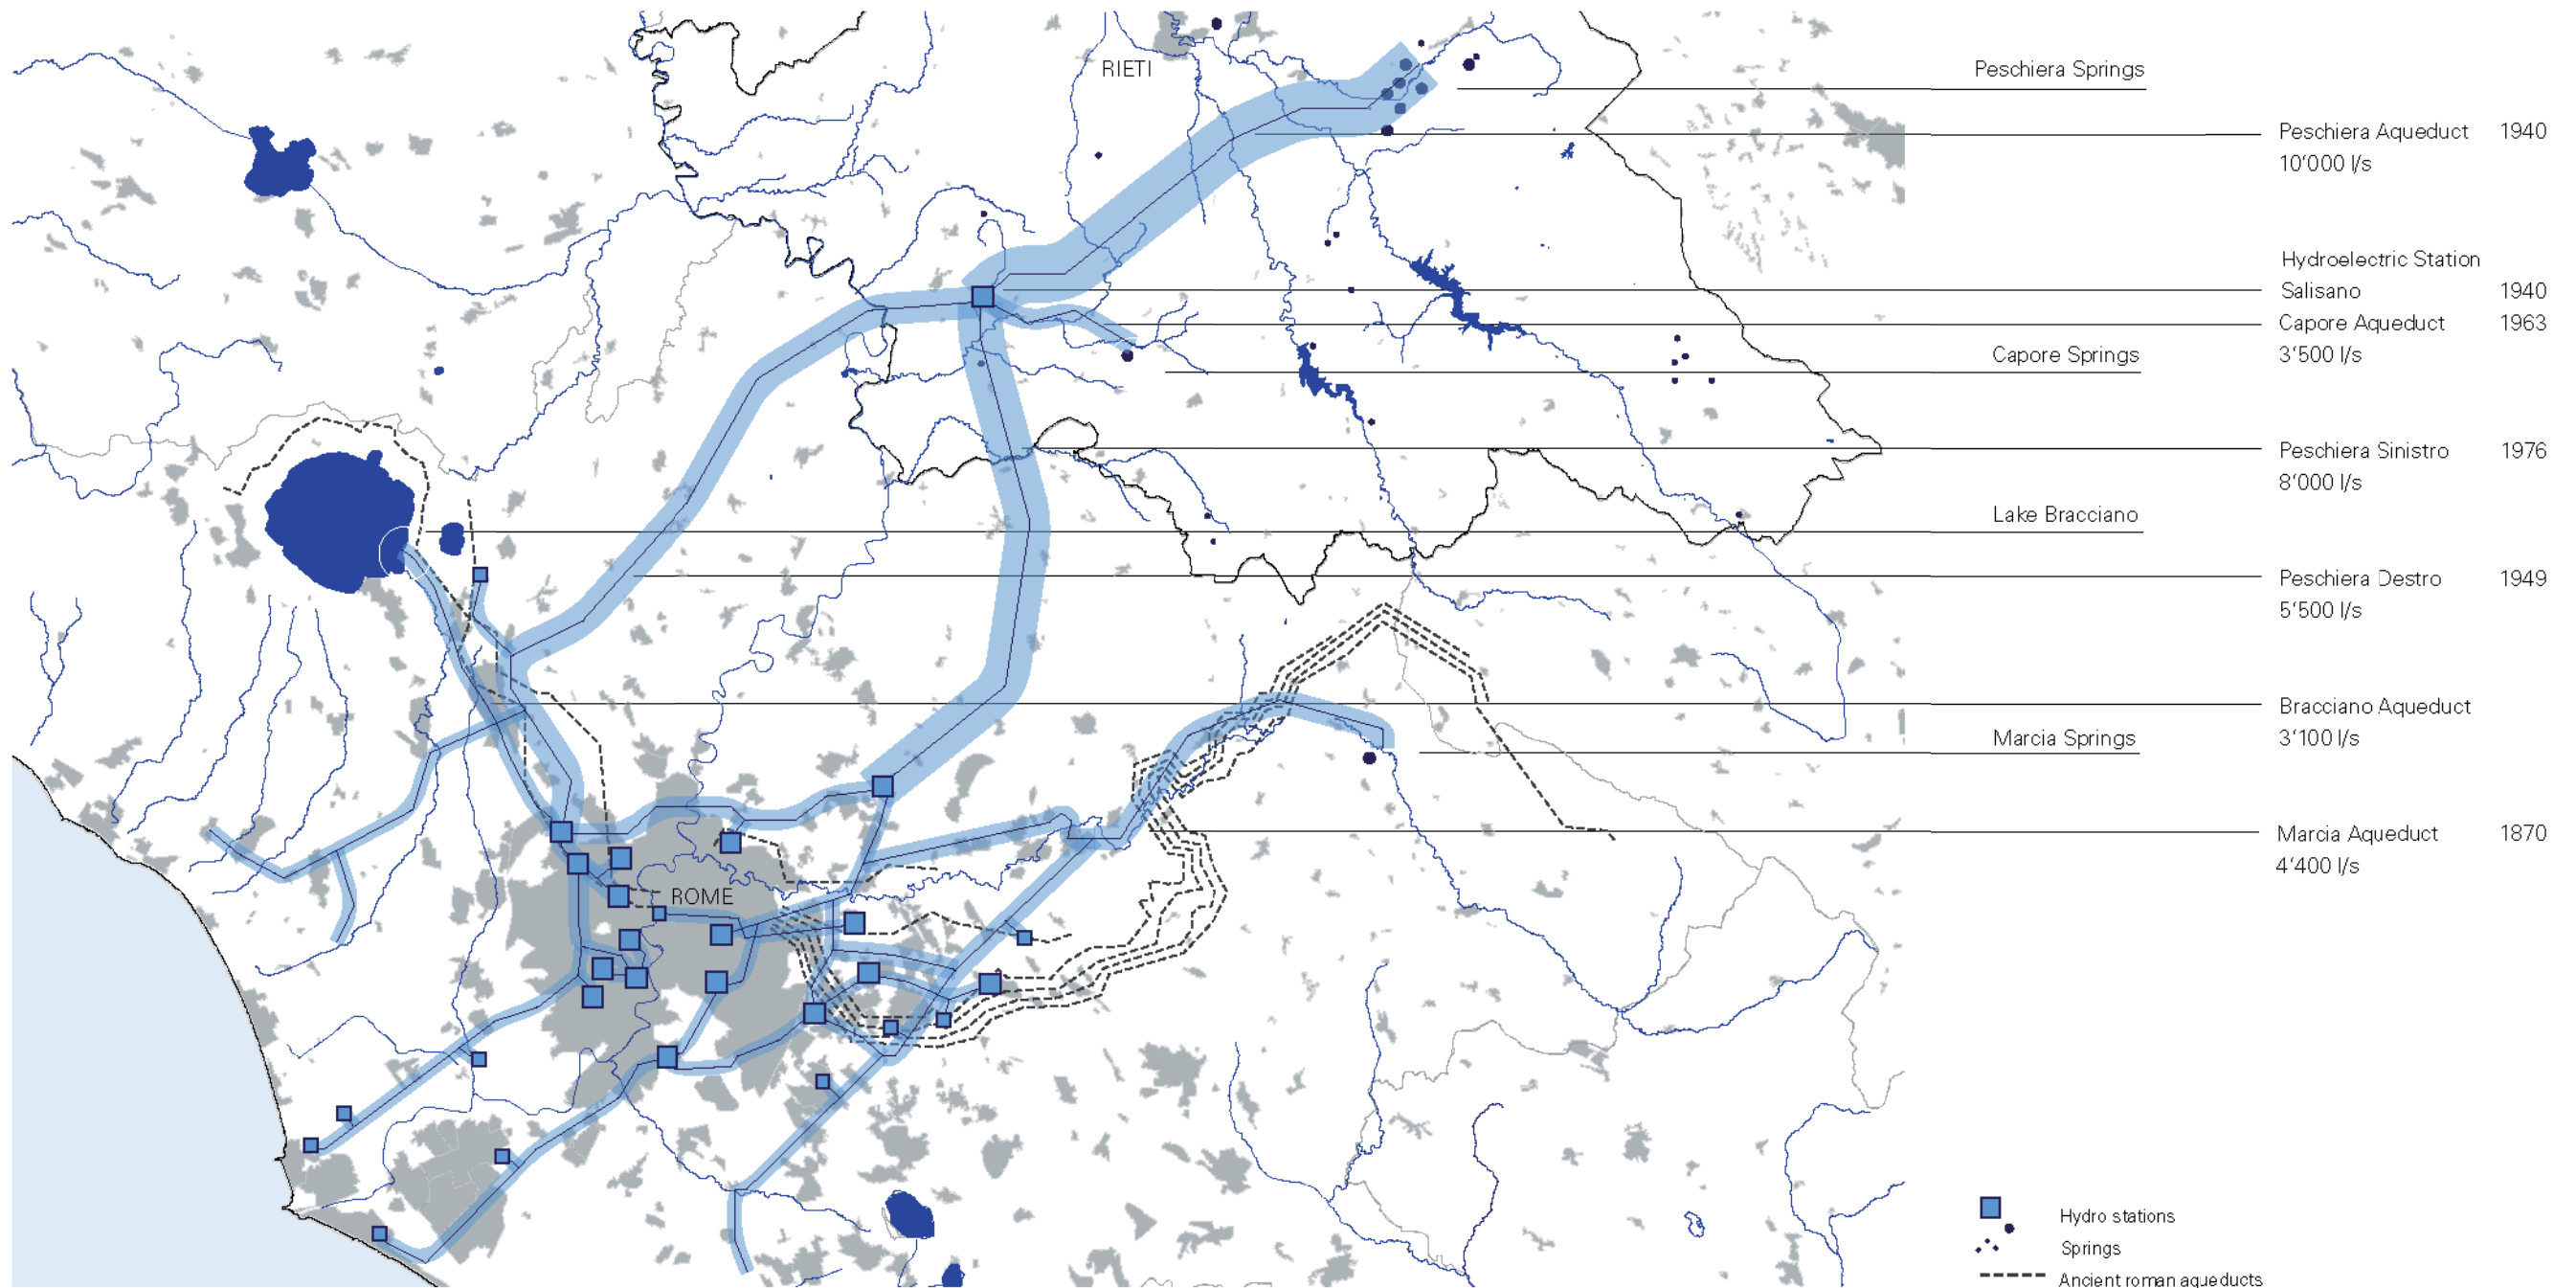 RIETI
ROME
Peschiera Springs
Peschiera Aqueduct 1940
10'000 l/s
Hydroelectric Station
Salisano 1940
Capore Aqueduct 1963
3'500 l/s
Capore Springs
Peschiera Sinistro 1976
8'000 l/s
Lake Bracciano
Peschiera Destro 1949
5'500 l/s
Bracciano Aqueduct
3'100 l/s
Marcia Springs
Marcia Aqueduct 1870
4'400 l/s
Hydro stations
Springs
Ancient roman aqueducts